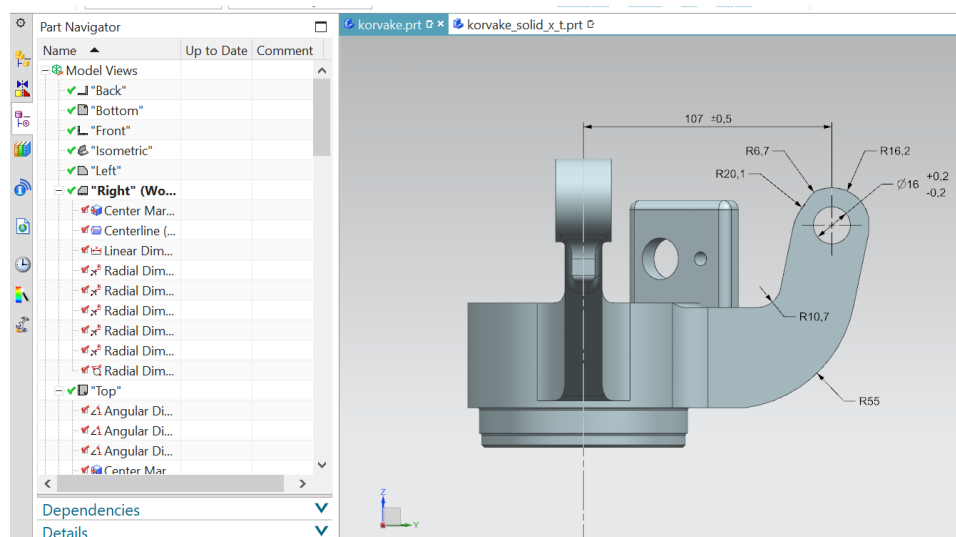 Part Navigator
korvake.prt
korvake_solid_x_t.prt
Name Up to Date Comment
Model Views
"Back"
"Bottom"
"Front"
"Isometric"
"Left"
"Right" (Wo...
Center Mar...
Centerline (...
Linear Dim...
Radial Dim...
Radial Dim...
Radial Dim...
Radial Dim...
Radial Dim...
Radial Dim...
"Top"
Angular Di...
Angular Di...
Angular Di...
Center Mar
Dependencies
Details
107 ±0,5
R6,7
R16,2
R20,1
Ø16 +0,2
-0,2
R10,7
R55
Z
Y